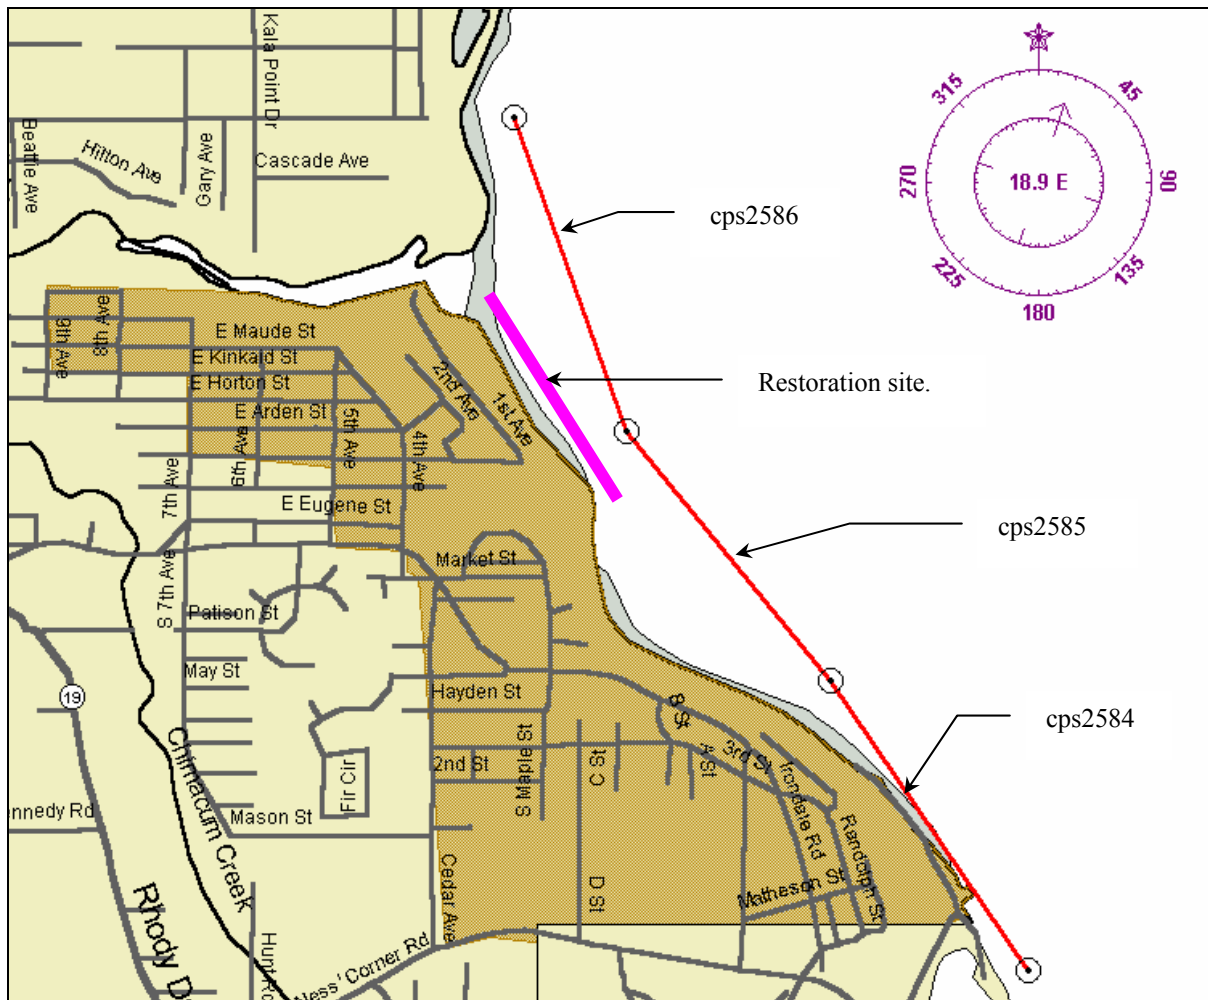 Kala Point Dr
Beattie Ave
Hilton Ave
Gary Ave
Cascade Ave
315
45
270
18.9 E
90
225
135
180
cps2586
9th Ave
8th Ave
E Maude St
E Kinkaid St
E Horton St
E Arden St
2nd Ave
1st Ave
Restoration site.
7th Ave
6th Ave
5th Ave
4th Ave
E Eugene St
cps2585
Market St
S 7th Ave
Patison St
May St
19
Hayden St
B St
cps2584
Chimacum Creek
2nd St
S Maple St
C St
A St
3rd St
Irondale Rd
Fir Cir
ennedy Rd
Mason St
Randolph St
Matheson St
Cedar Ave
D St
Rhody D
Hunt Rd
Ness' Corner Rd